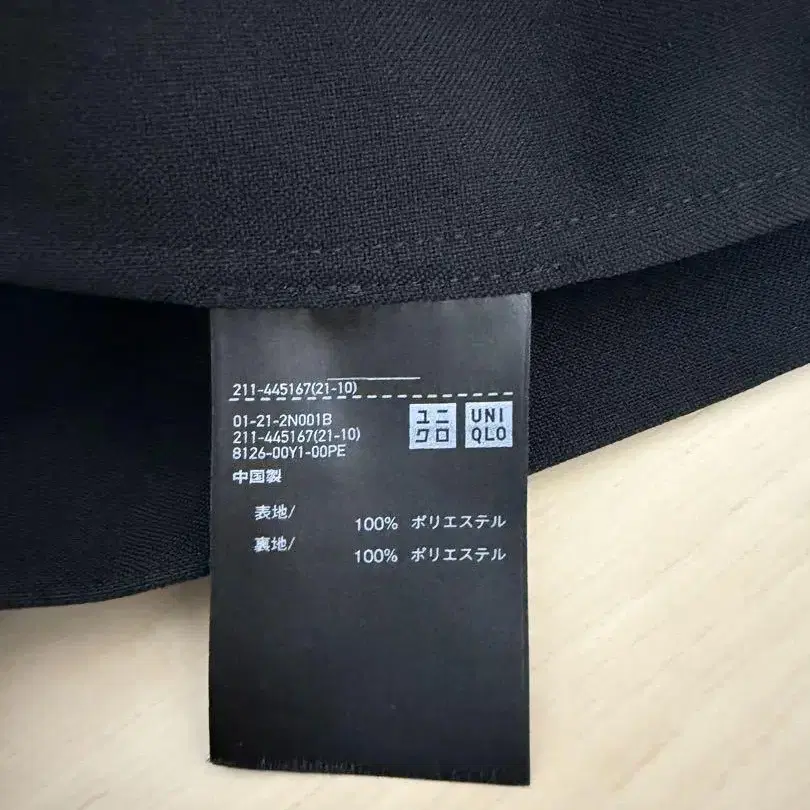 211-445167(21-10)
01-21-2N001B
211-445167(21-10)
8126-00Y1-00PE
中国製
ユニ
クロ
UNI
QLO
表地/ 100% ポリエステル
裏地/ 100% ポリエステル